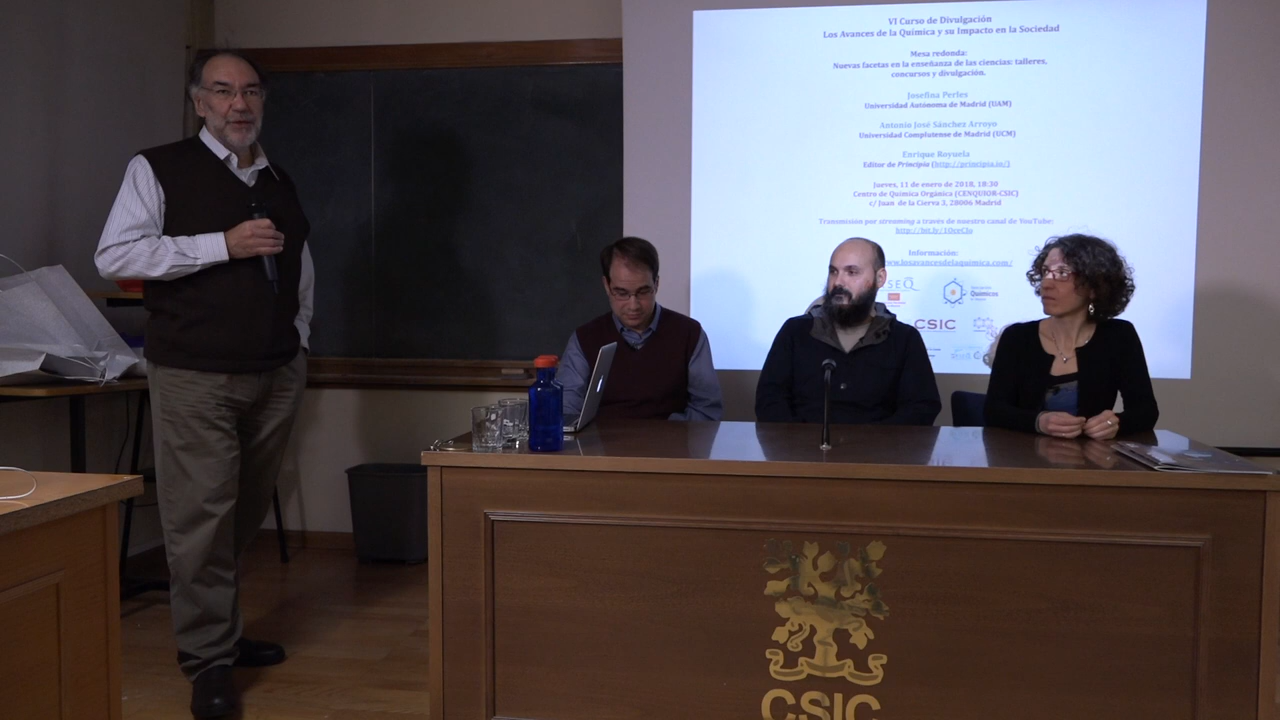 VI Curso de Divulgación
Los Avances de la Química y su Impacto en la Sociedad
Mesa redonda:
Nuevas facetas en la enseñanza de las ciencias: talleres,
concursos y divulgación.
Josefina Perles
Universidad Autónoma de Madrid (UAM)
Antonio José Sánchez Arroyo
Universidad Complutense de Madrid (UCM)
Enrique Royuela
Editor de Principia (http://principia.io/)
Jueves, 11 de enero de 2018, 18:30
Centro de Química Orgánica (CENQUIOR-CSIC)
c/ Juan de la Cierva 3, 28006 Madrid
Transmisión por streaming a través de nuestro canal de YouTube:
Información:
www.losavancesdelaquimica.com/
Químicos
CSIC
CSIC